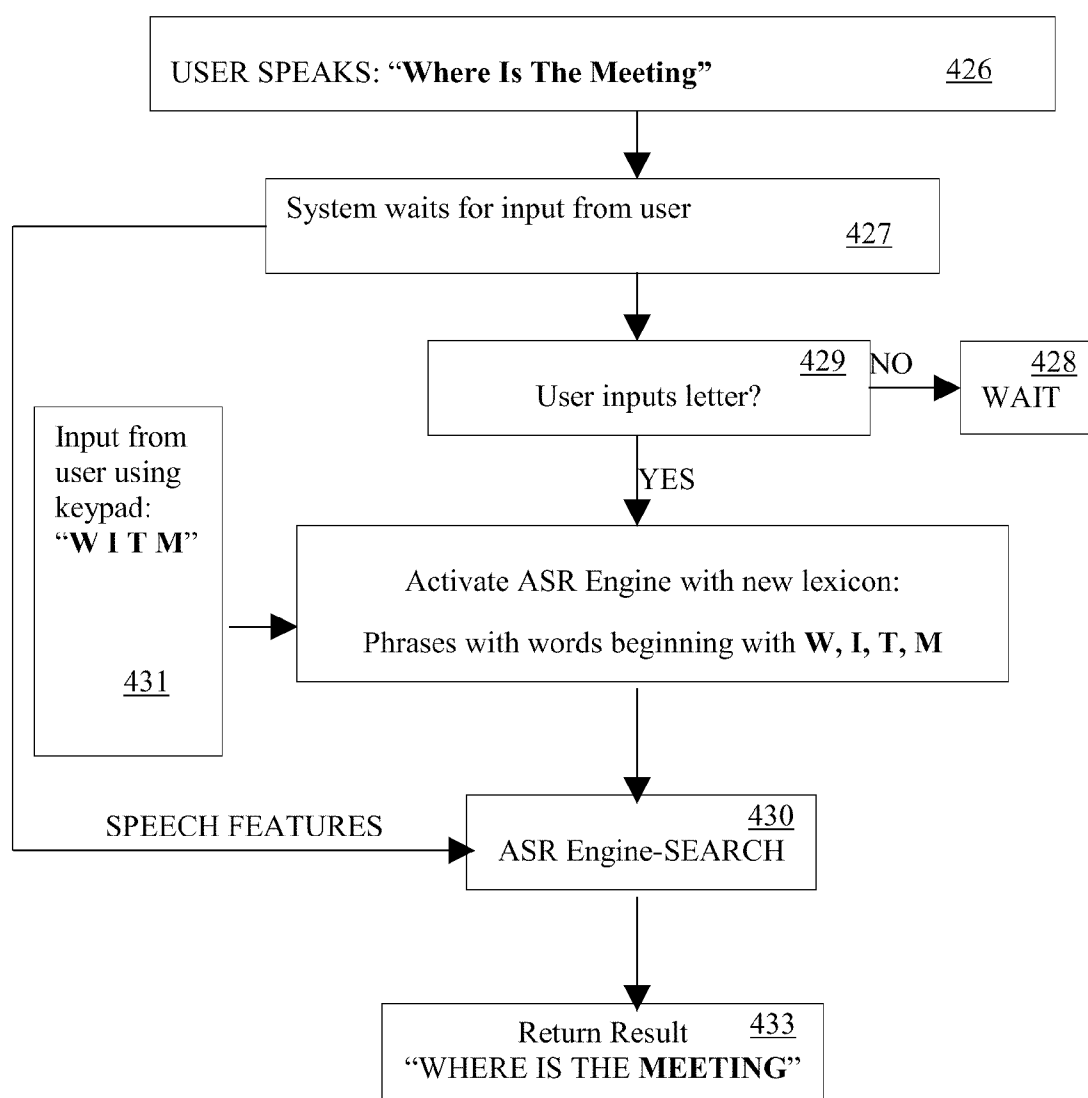 USER SPEAKS: “Where Is The Meeting” 426
System waits for input from user
427
429
User inputs letter?
NO
428
WAIT
YES
Input from
user using
keypad:
“W I T M”
431
Activate ASR Engine with new lexicon:
Phrases with words beginning with W, I, T, M
SPEECH FEATURES
430
ASR Engine-SEARCH
Return Result 433
“WHERE IS THE MEETING”